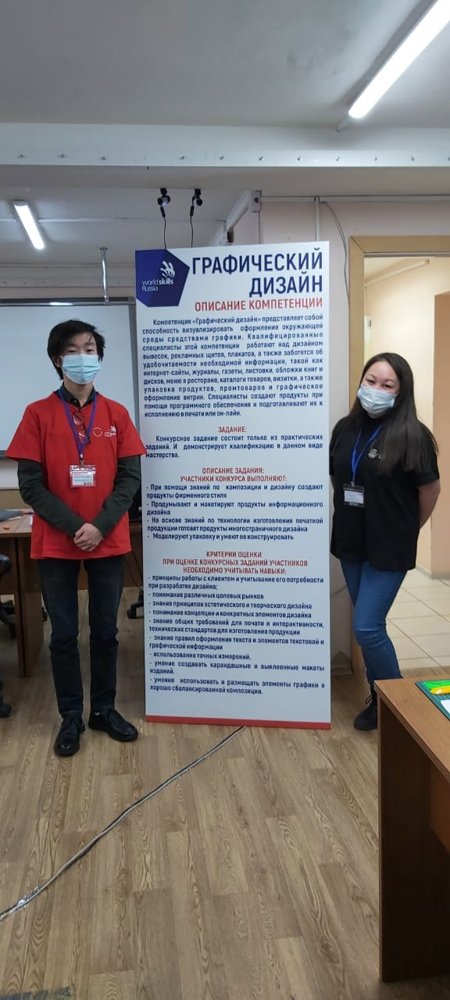 worldskills
Russia
ГРАФИЧЕСКИЙ
ДИЗАЙН
ОПИСАНИЕ КОМПЕТЕНЦИИ
Компетенция «Графический дизайн» представляет собой
способность визуализировать оформление окружающей
среды средствами графики. Квалифицированные
специалисты этой компетенции работают над дизайном
вывесок, рекламных щитов, плакатов, а также заботятся об
удобочитаемости необходимой информации, такой как
интернет-сайты, журналы, газеты, листовки, обложки книг и
дисков, меню в ресторане, каталоги товаров, визитки, а также
упаковка продуктов, промтоваров и графическое
оформление витрин. Специалисты создают продукты при
помощи программного обеспечения и подготавливают их к
исполнению в печати или он-лайн.
ЗАДАНИЕ:
Конкурсное задание состоит только из практических
заданий. И демонстрирует квалификацию в данном виде
мастерства.
ОПИСАНИЕ ЗАДАНИЯ:
УЧАСТНИКИ КОНКУРСА ВЫПОЛНЯЮТ:
- При помощи знаний по композиции и дизайну создают
продукты фирменного стиля
- Продумывают и макетируют продукты информационного
дизайна
- На основе знаний по технологии изготовления печатной
продукции готовят продукты многостраничного дизайна
- Моделируют упаковку и умеют ее конструировать
КРИТЕРИИ ОЦЕНКИ
ПРИ ОЦЕНКЕ КОНКУРСНЫХ ЗАДАНИЙ УЧАСТНИКОВ
НЕОБХОДИМО УЧИТЫВАТЬ НАВЫКИ:
- принципы работы с клиентом и учитывание его потребности
при разработке дизайна;
- понимание различных целевых рынков
- знание принципов эстетического и творческого дизайна
- понимание концепции и конкретных элементов дизайна
- знание общих требований для печати и интерактивности,
технических стандартов для изготовления продукции
- знание правил оформления текста и элементов текстовой и
графической информации
- использование точных измерений.
- умение создавать карандашные и выклееные макеты
изданий.
- умение использовать и размещать элементы графики в
хорошо сбалансированной композиции.